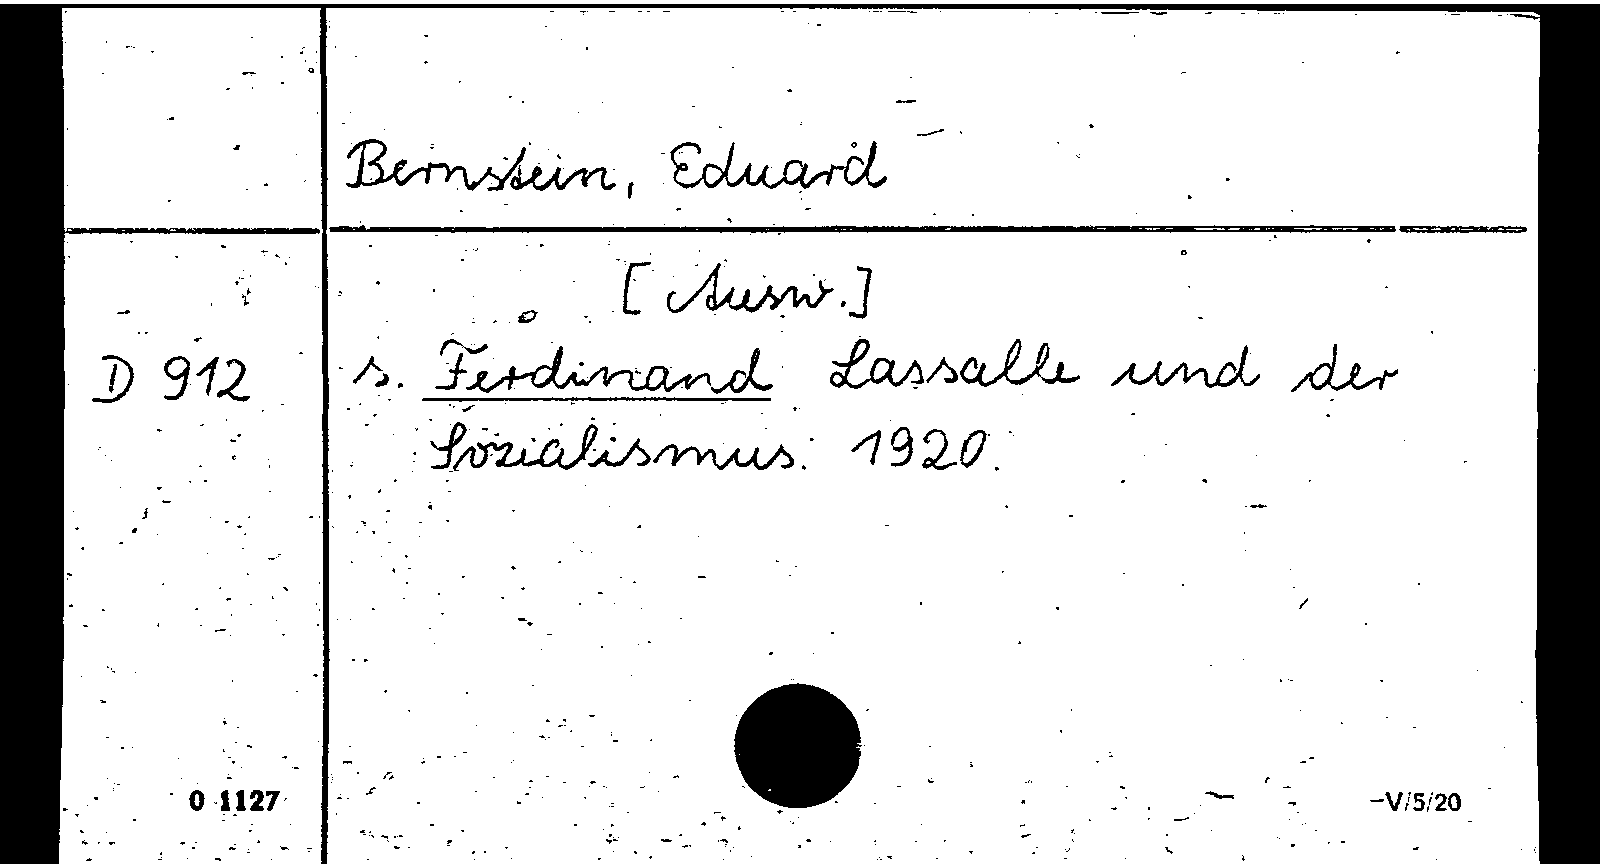 Bernstein, Eduard
[Ausw.]
D 912 s. Ferdinand Lassalle und der
Sozialismus. 1920.
0 1127 -V/5/20